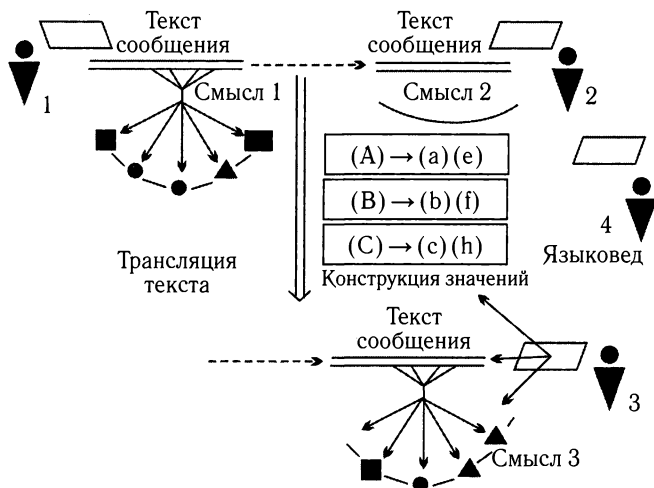 Текст
сообщения
1
Смысл 1
Текст
сообщения
Смысл 2
2
(A) → (a) (e)
(B) → (b) (f)
(C) → (c) (h)
Конструкция значений
4
Языковед
Трансляция
текста
Текст
сообщения
3
Смысл 3